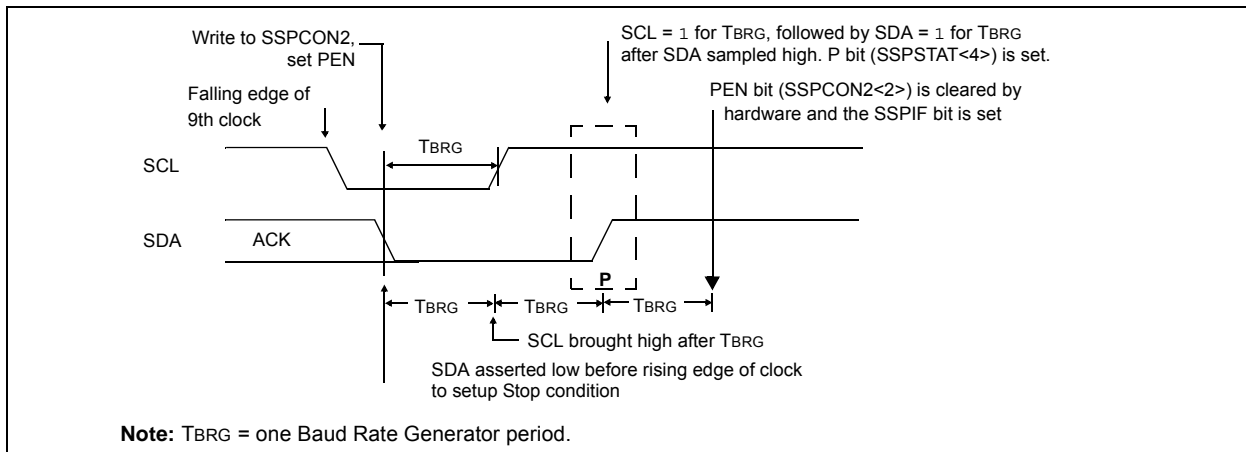 Write to SSPCON2,
set PEN
SCL = 1 for TBRG, followed by SDA = 1 for TBRG
after SDA sampled high. P bit (SSPSTAT<4>) is set.
Falling edge of
9th clock
PEN bit (SSPCON2<2>) is cleared by
hardware and the SSPIF bit is set
TBRG
SCL
SDA
ACK
P
TBRG
TBRG
TBRG
SCL brought high after TBRG
SDA asserted low before rising edge of clock
to setup Stop condition
Note: TBRG = one Baud Rate Generator period.